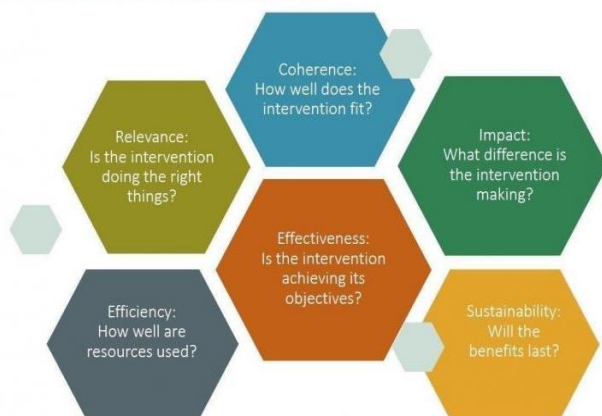 Coherence:
How well does the
intervention fit?
Relevance:
Is the intervention
doing the right
things?
Impact:
What difference is
the intervention
making?
Effectiveness:
Is the intervention
achieving its
objectives?
Efficiency:
How well are
resources used?
Sustainability:
Will the
benefits last?